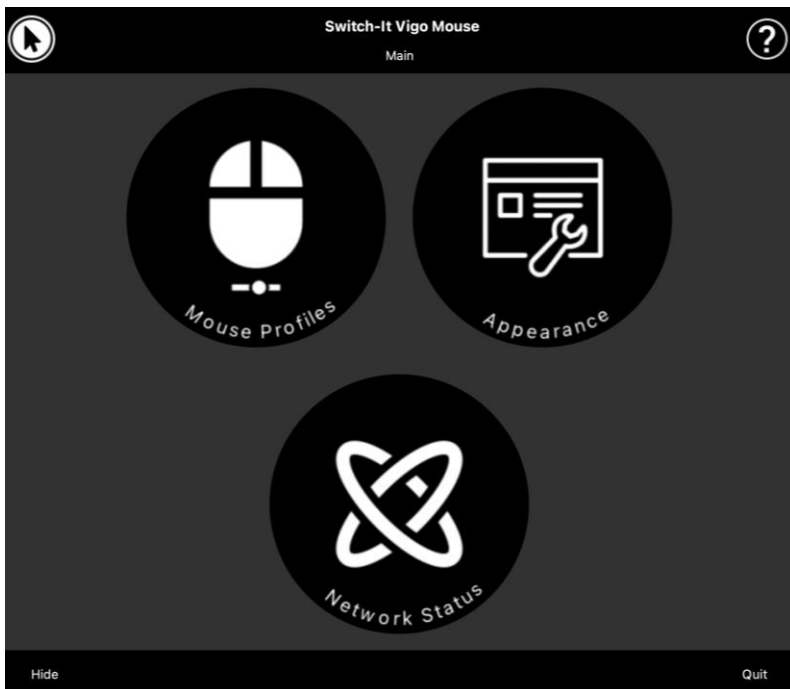 Switch-It Vigo Mouse
?
Main
Mouse Profiles
Appearance
Network Status
Hide
Quit